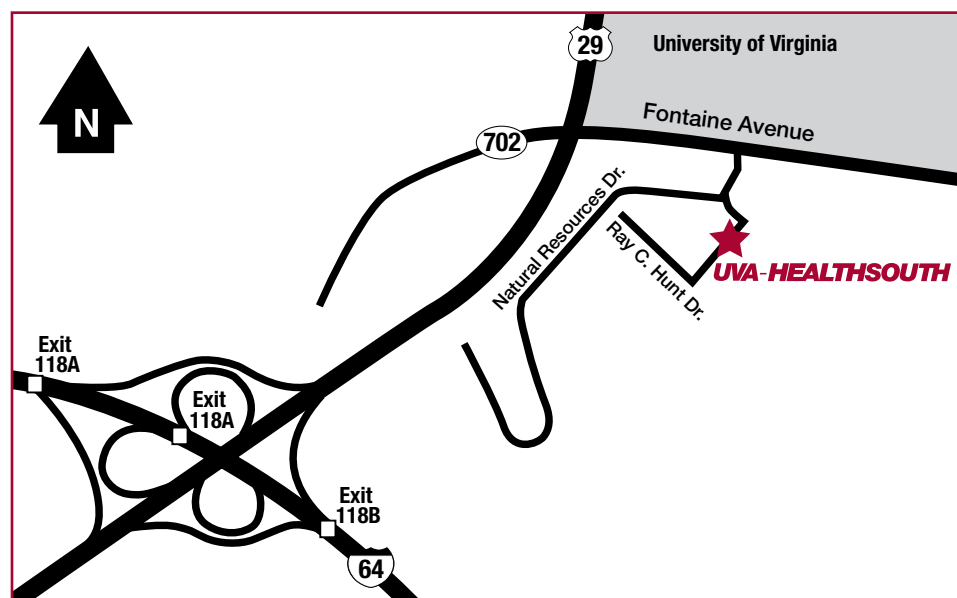 29
University of Virginia
N
Fontaine Avenue
702
Natural Resources Dr.
Ray C. Hunt Dr.
UVA-HEALTHSOUTH
Exit
118A
Exit
118A
Exit
118B
64